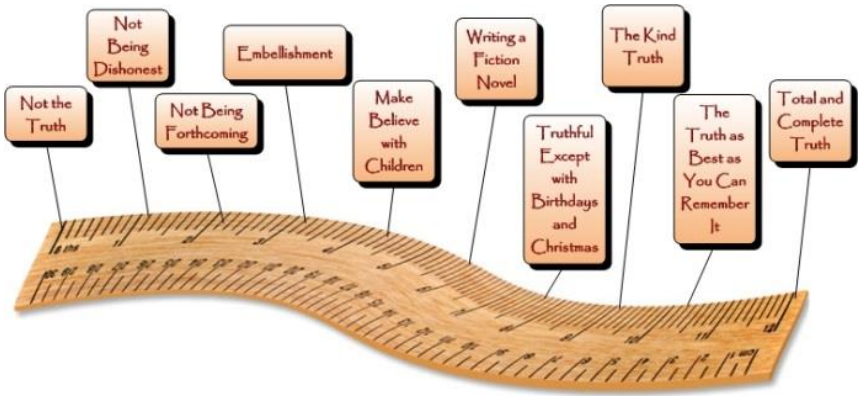 Not the
Truth
Not
Being
Dishonest
Not Being
Forthcoming
Embellishment
Make
Believe
with
Children
Writing a
Fiction
Novel
Truthful
Except
with
Birthdays
and
Christmas
The Kind
Truth
The
Truth as
Best as
You Can
Remember
It
Total and
Complete
Truth